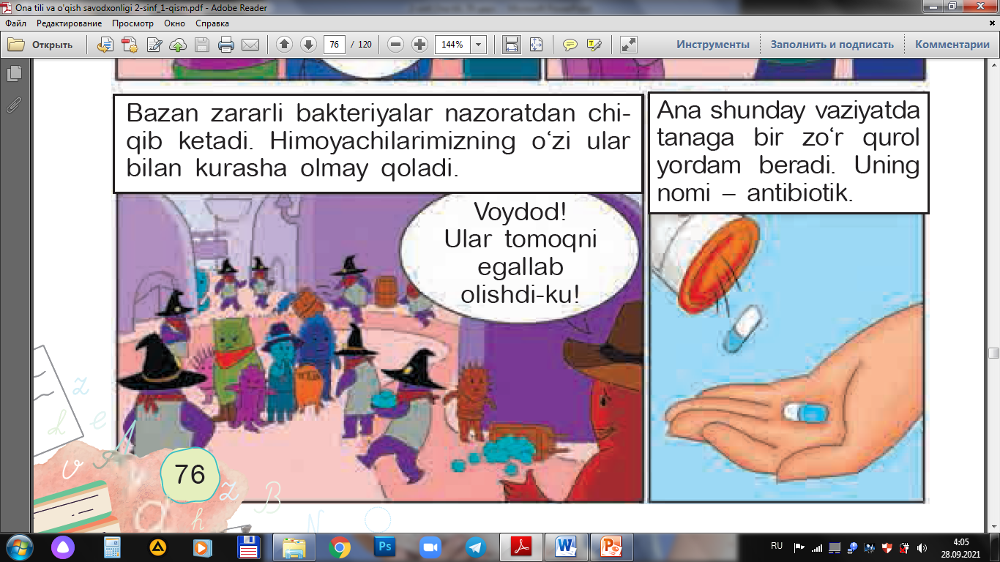 Ona tili va o'qish savodxonligi 2-sinf_1-qism.pdf - Adobe Reader
Файл Редактирование Просмотр Окно Справка
Открыть 76 / 120 144% Инструменты Заполнить и подписать Комментарии
Bazan zararli bakteriyalar nazoratdan chi-
qib ketadi. Himoyachilarimizning o‘zi ular
bilan kurasha olmay qoladi.
Ana shunday vaziyatda
tanaga bir zo‘r qurol
yordam beradi. Uning
nomi – antibiotik.
Voydod!
Ular tomoqni
egallab
olishdi-ku!
76
RU 4:05
28.09.2021